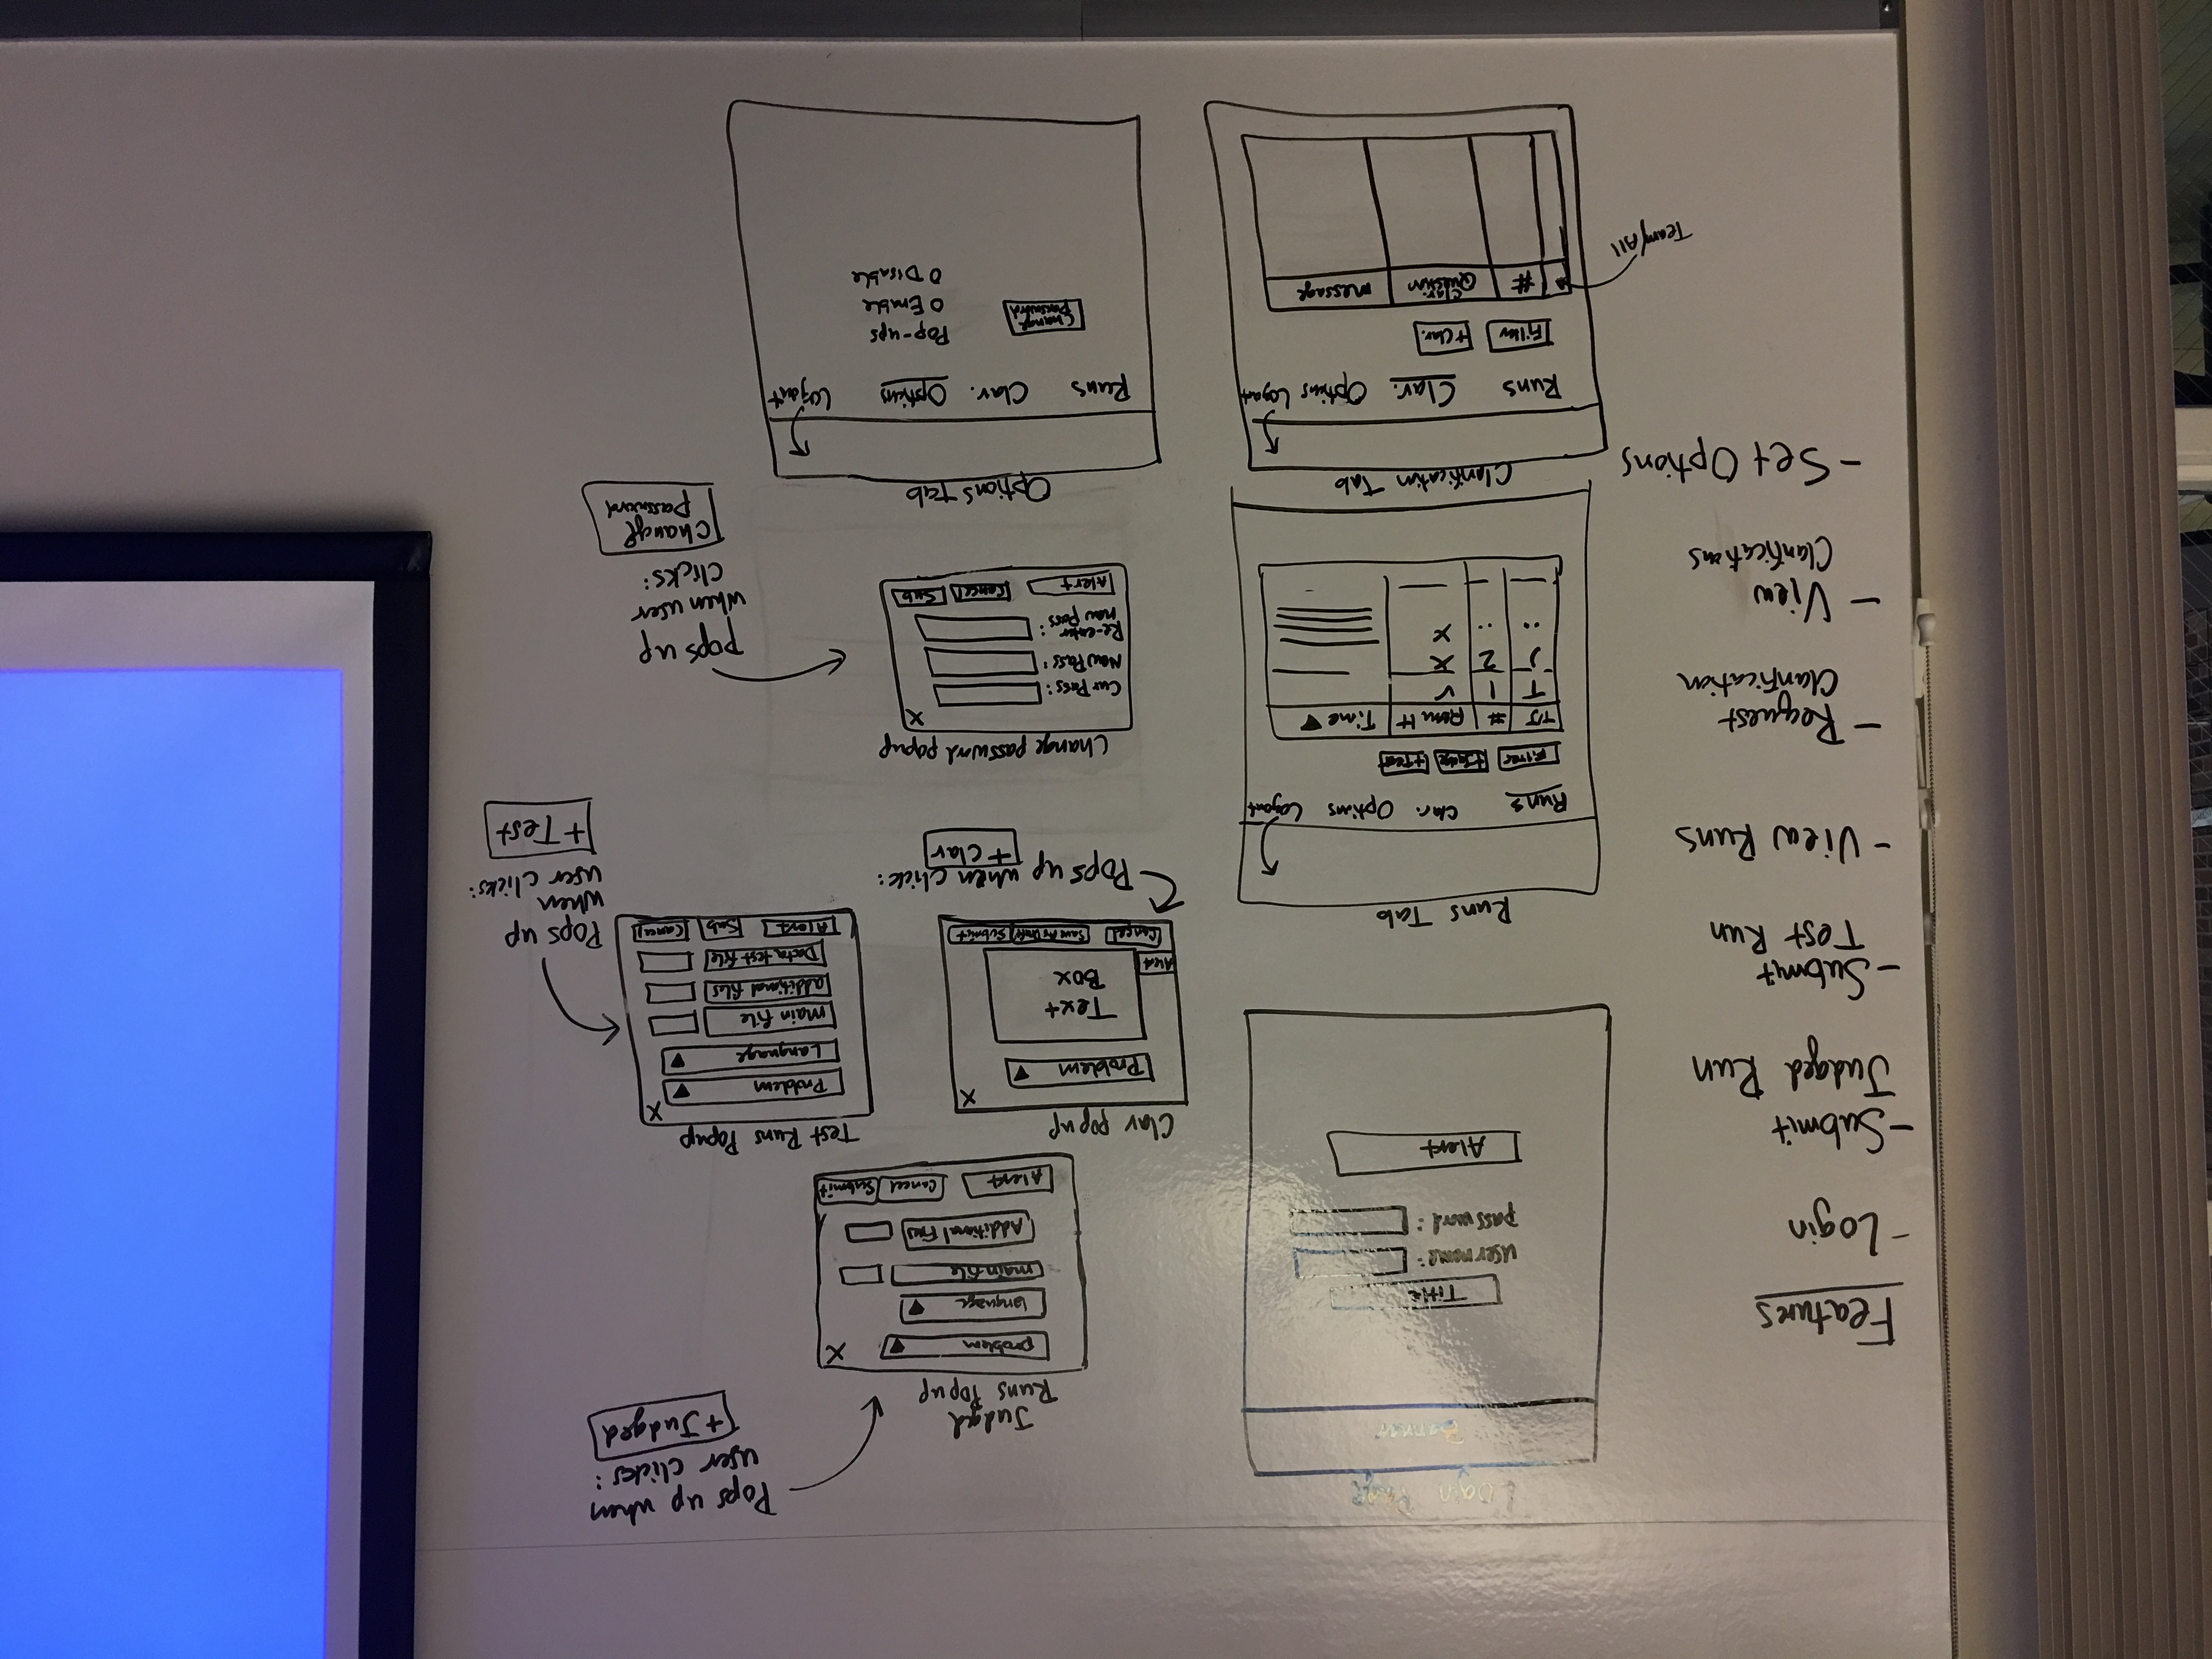 Features
- Login
- Submit
Judged Run
- Submit
Test Run
- View Runs
- Request
Clarification
- View
Clarifications
- Set Options
Login Page
Banner
Title
username:
password:
Alert
Judged
Runs Popup
problem
language
main file
Additional Files
Alert Cancel Submit
Pops up when
user clicks:
+ Judged
Clar popup
X
Problem
Text
Box
Cancel Save As Draft Submit
Pops up when click:
+ Clar
Test Runs Popup
X
Problem
Language
main file
additional files
Data test file
Alert Sub Cancel
Pops up
when
user clicks:
+ Test
Runs Tab
Runs Clar. Options Logout
Filter +Judge +Test
T/J # Result Time
T 1 ✓
J 2 X
.. .. X
Change password popup
X
Cur Pass:
New Pass:
Re-enter
new pass:
Alert Cancel Sub
pops up
when user
clicks:
Change
Password
Clarification Tab
Runs Clar. Options Logout
Filter +Clar.
# Clar. Question message
Team/All
Options Tab
Runs Clar. Options Logout
Change
Password
Pop-ups
O Enable
O Disable